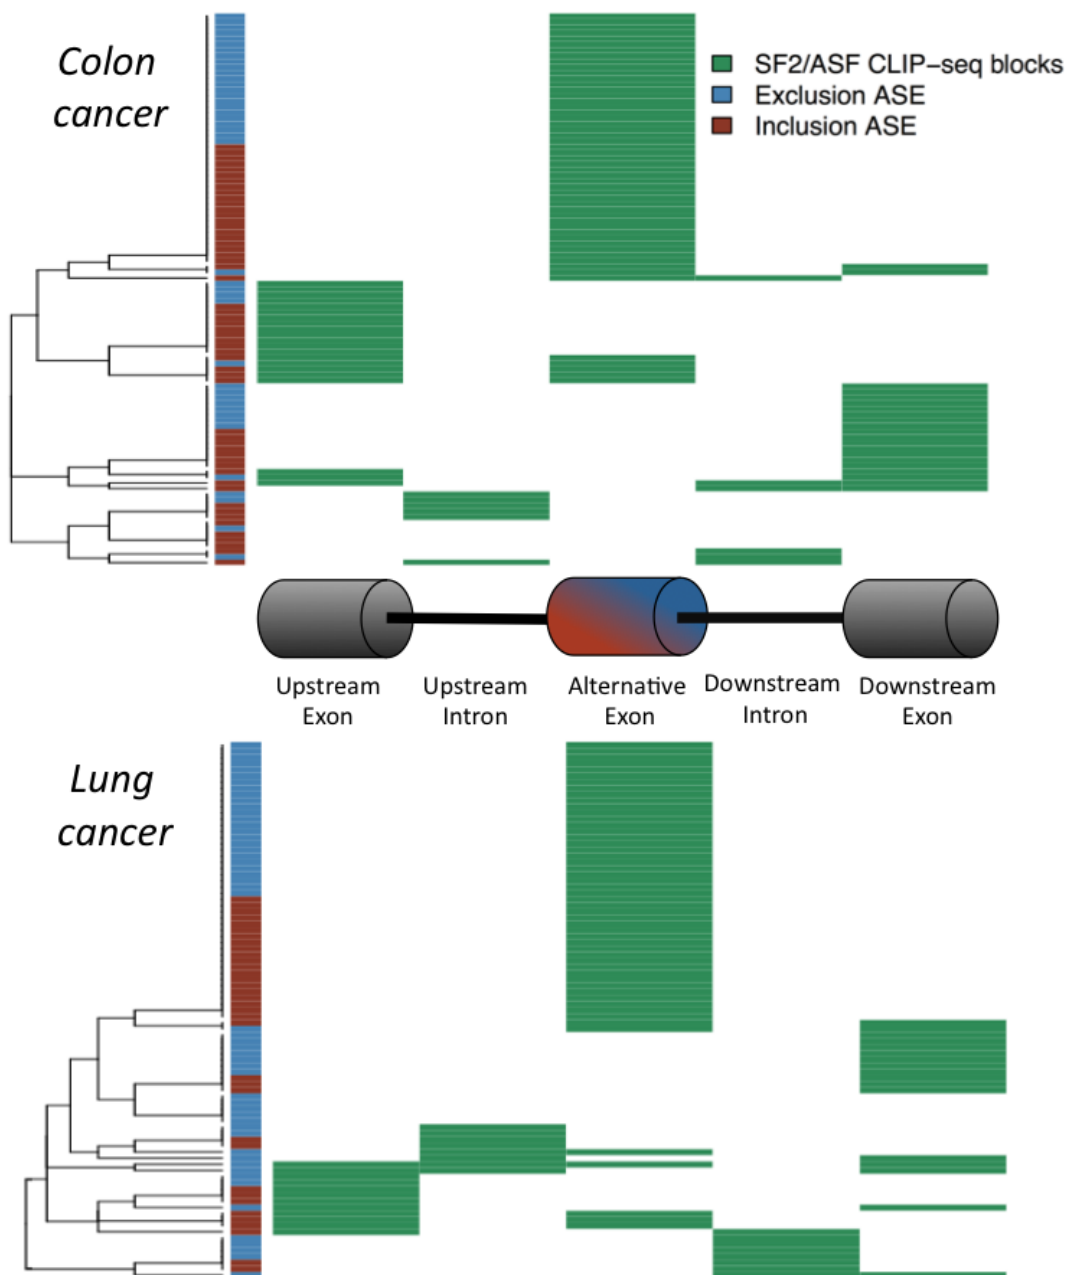 Colon
cancer
SF2/ASF CLIP−seq blocks
Exclusion ASE
Inclusion ASE
Upstream
Exon
Upstream
Intron
Alternative
Exon
Downstream
Intron
Downstream
Exon
Lung
cancer